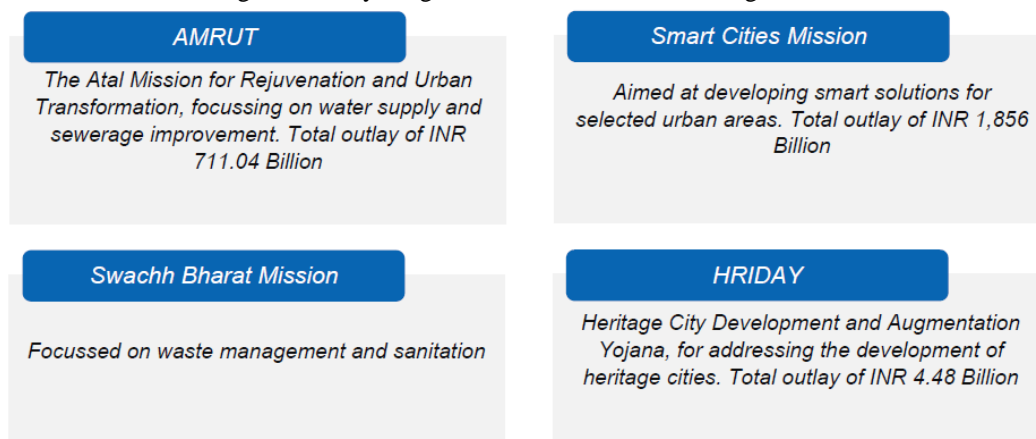 AMRUT
The Atal Mission for Rejuvenation and Urban
Transformation, focussing on water supply and
sewerage improvement. Total outlay of INR
711.04 Billion
Smart Cities Mission
Aimed at developing smart solutions for
selected urban areas. Total outlay of INR 1,856
Billion
Swachh Bharat Mission
Focussed on waste management and sanitation
HRIDAY
Heritage City Development and Augmentation
Yojana, for addressing the development of
heritage cities. Total outlay of INR 4.48 Billion